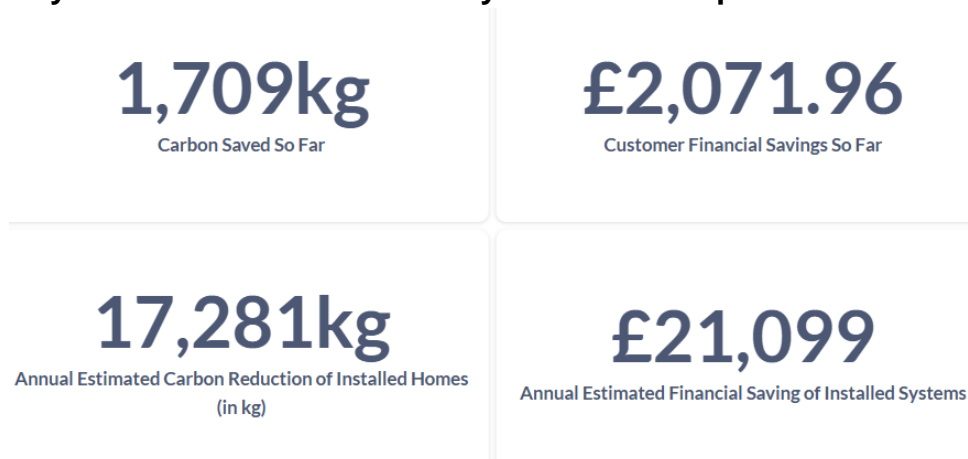 1,709kg
£2,071.96
Carbon Saved So Far
Customer Financial Savings So Far
17,281kg
£21,099
Annual Estimated Carbon Reduction of Installed Homes
(in kg)
Annual Estimated Financial Saving of Installed Systems